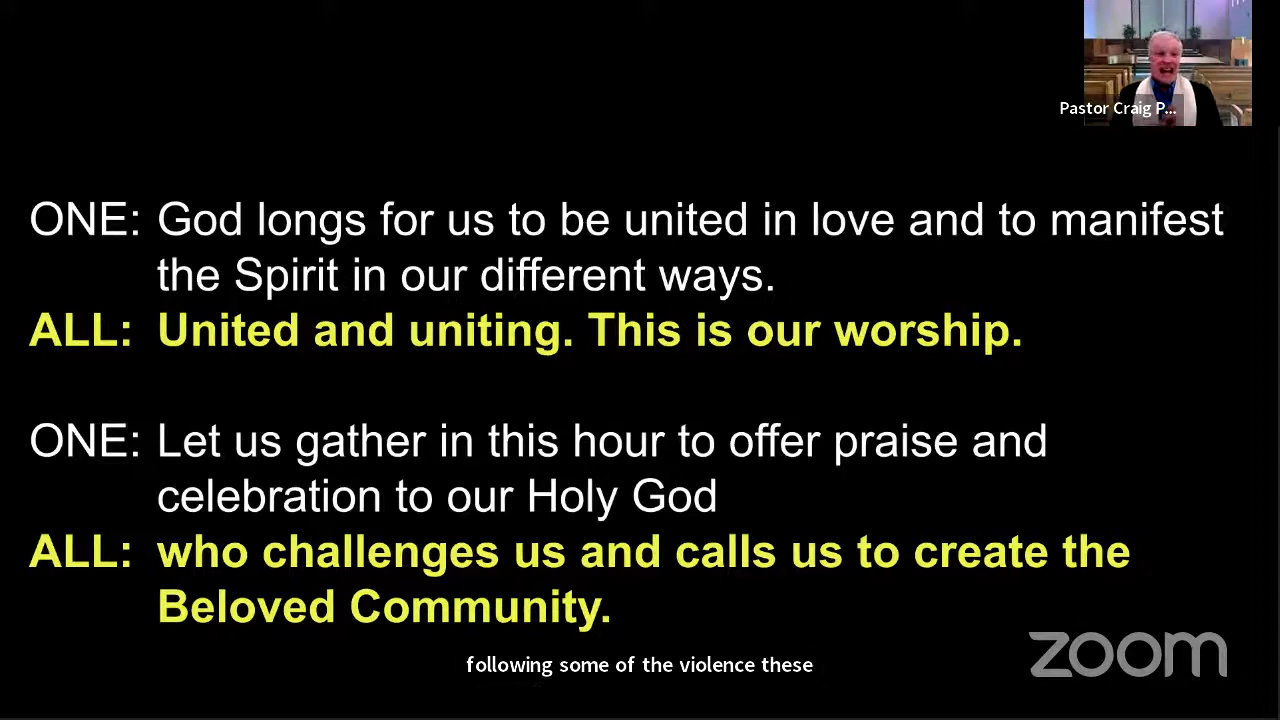 Pastor Craig P...
ONE: God longs for us to be united in love and to manifest
the Spirit in our different ways.
ALL: United and uniting. This is our worship.
ONE: Let us gather in this hour to offer praise and
celebration to our Holy God
ALL: who challenges us and calls us to create the
Beloved Community.
following some of the violence these
zoom